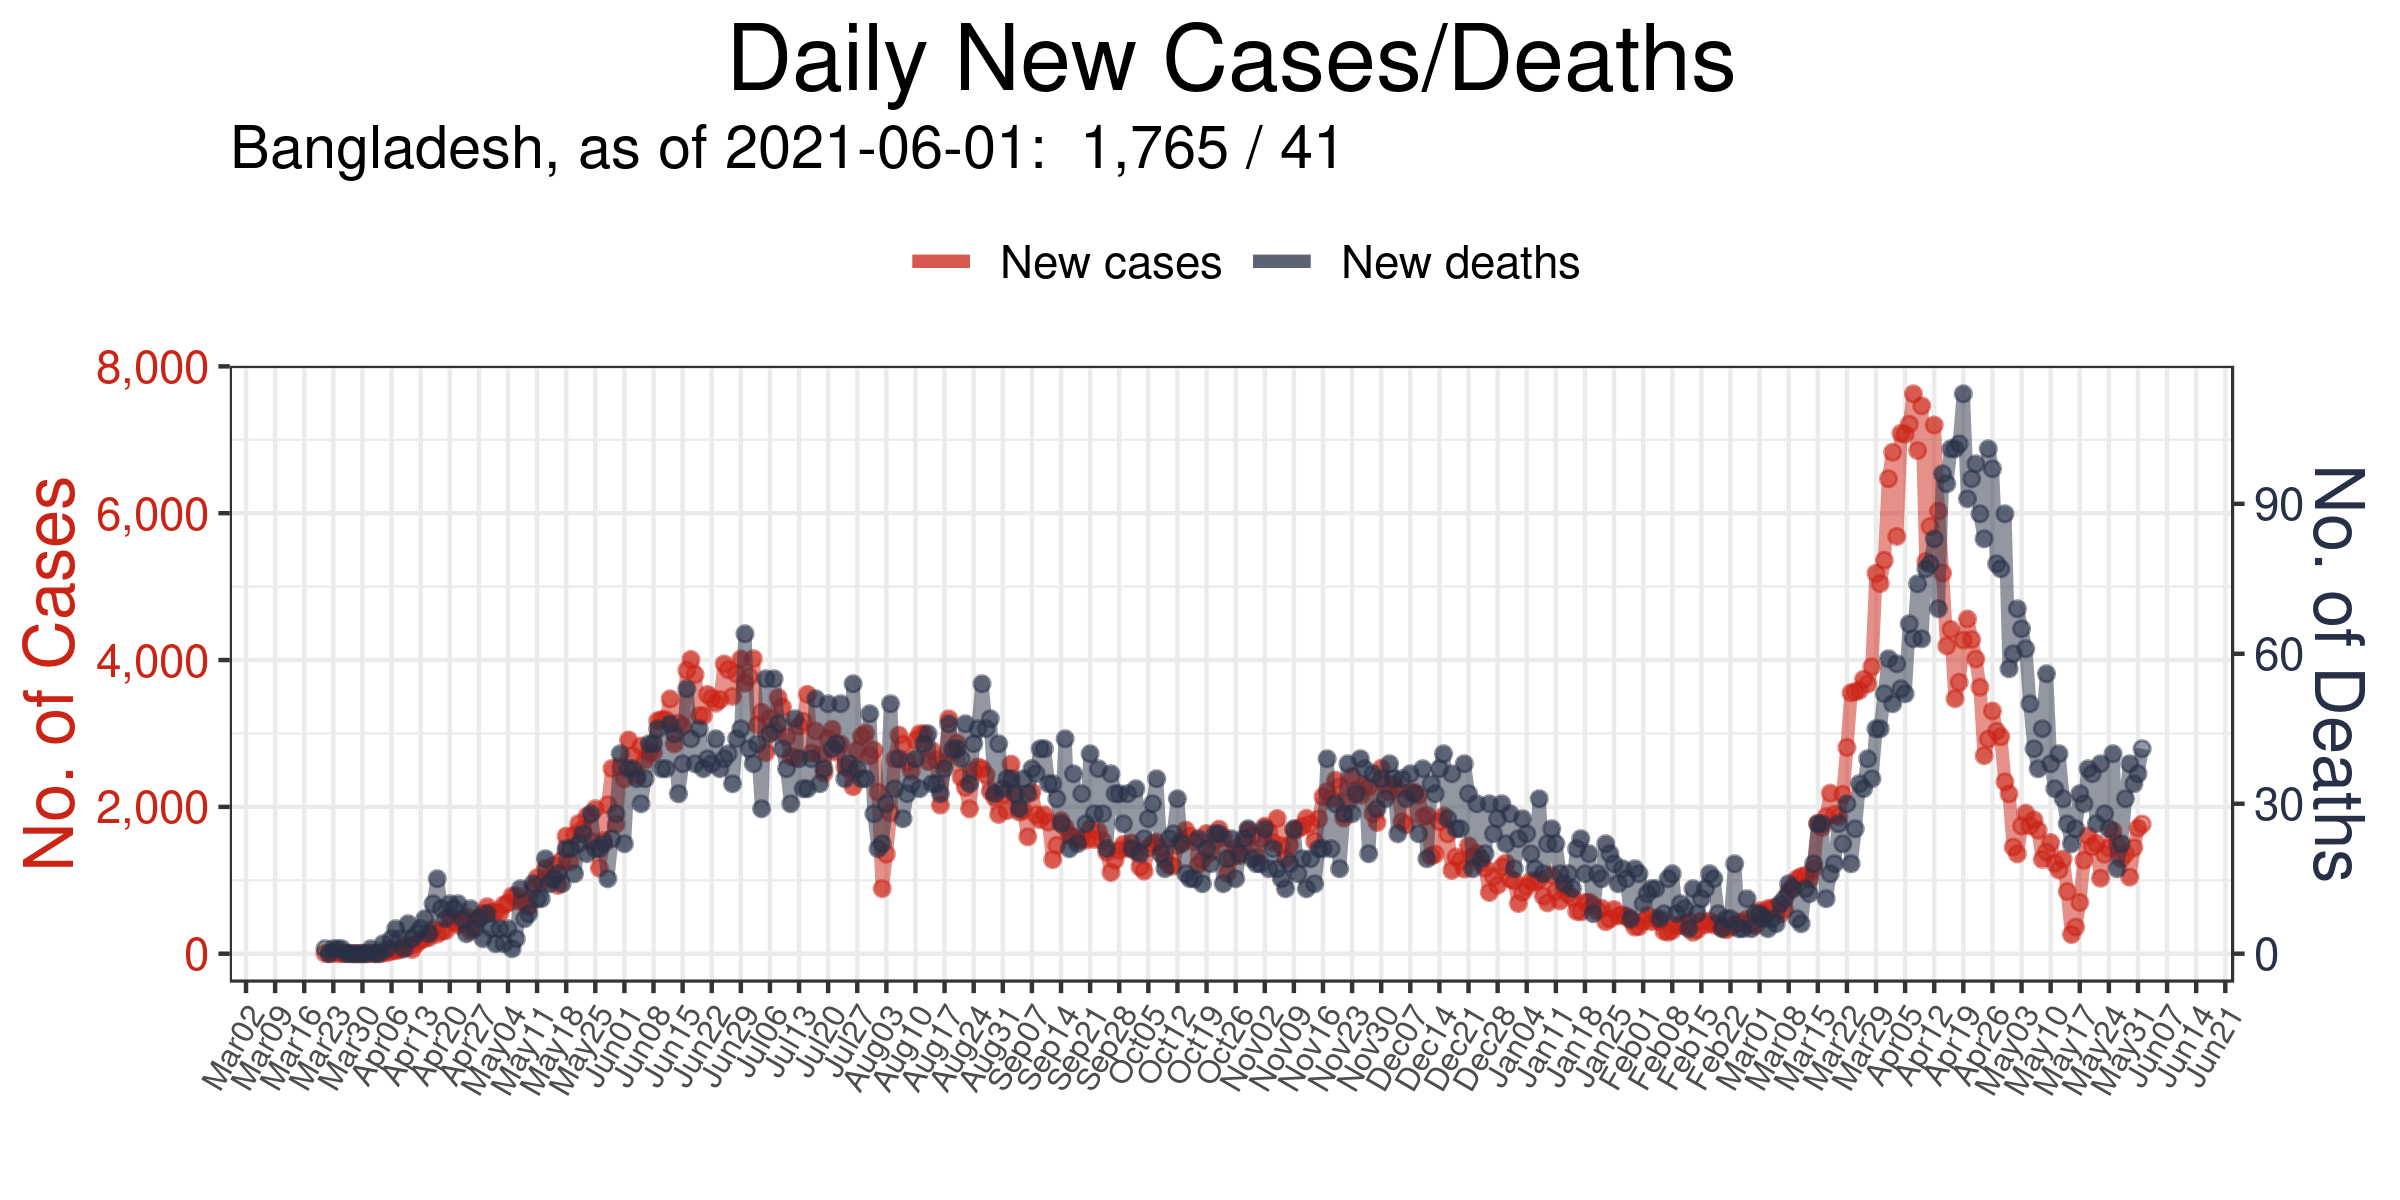 Daily New Cases/Deaths
Bangladesh, as of 2021-06-01:  1,765 / 41
New cases New deaths
No. of Cases
8,000
6,000
4,000
2,000
0
90
60
30
0
No. of Deaths
Mar02 Mar09 Mar16 Mar23 Mar30 Apr06 Apr13 Apr20 Apr27 May04 May11 May18 May25 Jun01 Jun08 Jun15 Jun22 Jun29 Jul06 Jul13 Jul20 Jul27 Aug03 Aug10 Aug17 Aug24 Aug31 Sep07 Sep14 Sep21 Sep28 Oct05 Oct12 Oct19 Oct26 Nov02 Nov09 Nov16 Nov23 Nov30 Dec07 Dec14 Dec21 Dec28 Jan04 Jan11 Jan18 Jan25 Feb01 Feb08 Feb15 Feb22 Mar01 Mar08 Mar15 Mar22 Mar29 Apr05 Apr12 Apr19 Apr26 May03 May10 May17 May24 May31 Jun07 Jun14 Jun21